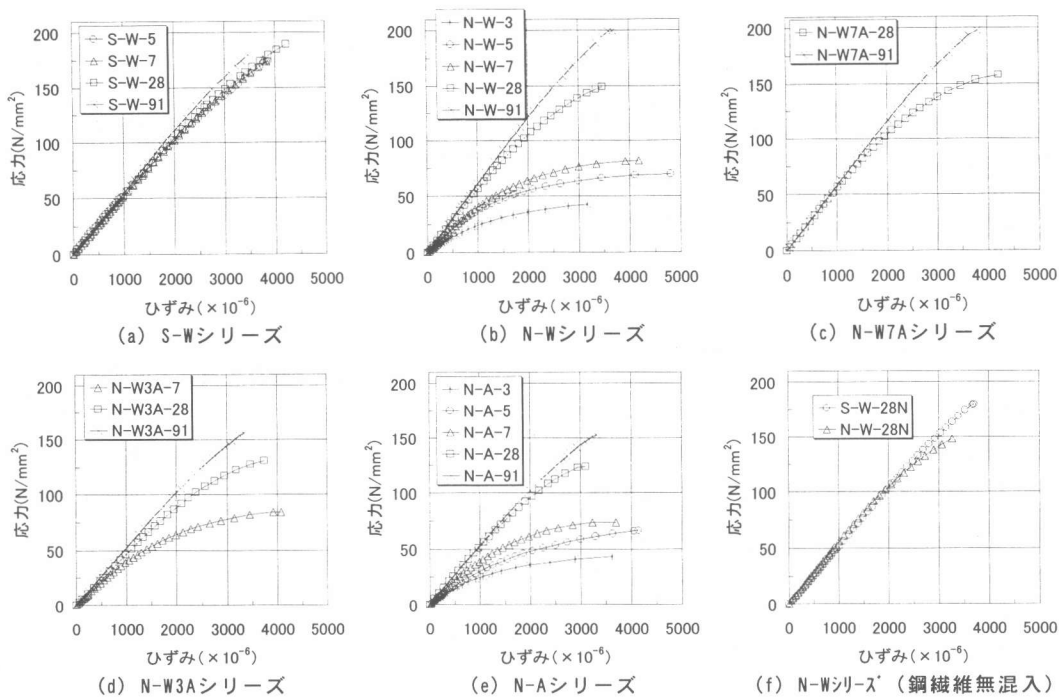 200
150
100
50
0
応力(N/mm²)
S-W-5
S-W-7
S-W-28
S-W-91
0 1000 2000 3000 4000 5000
ひずみ(×10⁻⁶)
(a) S-Wシリーズ
200
150
100
50
0
応力(N/mm²)
N-W-3
N-W-5
N-W-7
N-W-28
N-W-91
0 1000 2000 3000 4000 5000
ひずみ(×10⁻⁶)
(b) N-Wシリーズ
200
150
100
50
0
応力(N/mm²)
N-W7A-28
N-W7A-91
0 1000 2000 3000 4000 5000
ひずみ(×10⁻⁶)
(c) N-W7Aシリーズ
200
150
100
50
0
応力(N/mm²)
N-W3A-7
N-W3A-28
N-W3A-91
0 1000 2000 3000 4000 5000
ひずみ(×10⁻⁶)
(d) N-W3Aシリーズ
200
150
100
50
0
応力(N/mm²)
N-A-3
N-A-5
N-A-7
N-A-28
N-A-91
0 1000 2000 3000 4000 5000
ひずみ(×10⁻⁶)
(e) N-Aシリーズ
200
150
100
50
0
応力(N/mm²)
S-W-28N
N-W-28N
0 1000 2000 3000 4000 5000
ひずみ(×10⁻⁶)
(f) N-Wシリーズ(鋼繊維無混入)